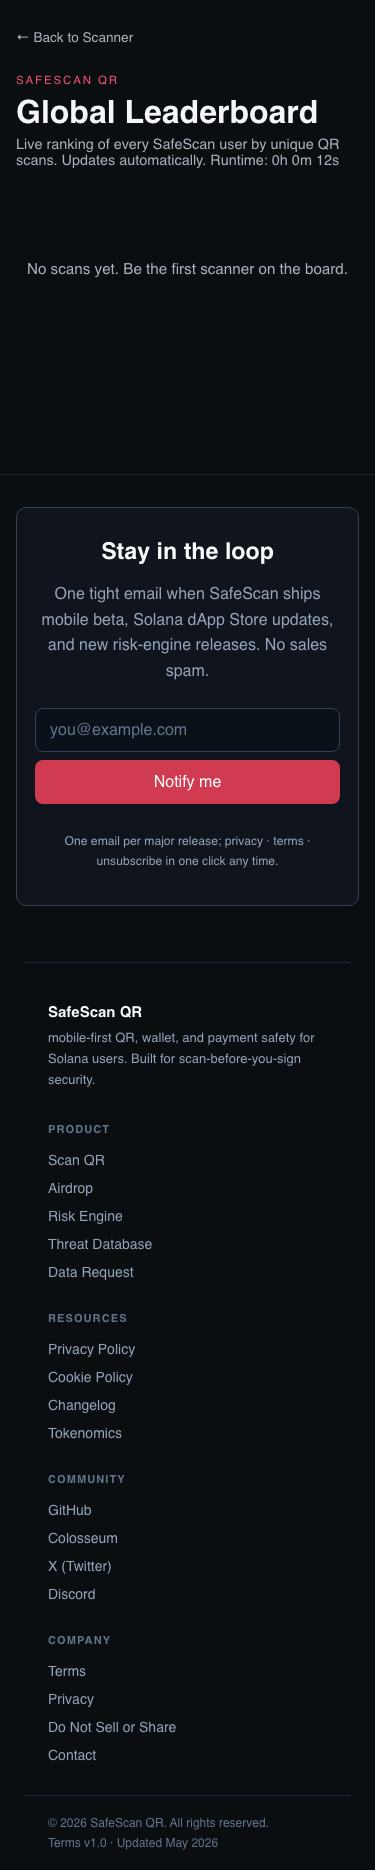 ← Back to Scanner
SAFESCAN QR
Global Leaderboard
Live ranking of every SafeScan user by unique QR
scans. Updates automatically. Runtime: 0h 0m 12s
No scans yet. Be the first scanner on the board.
Stay in the loop
One tight email when SafeScan ships
mobile beta, Solana dApp Store updates,
and new risk-engine releases. No sales
spam.
you@example.com
Notify me
One email per major release; privacy · terms ·
unsubscribe in one click any time.
SafeScan QR
mobile-first QR, wallet, and payment safety for
Solana users. Built for scan-before-you-sign
security.
PRODUCT
Scan QR
Airdrop
Risk Engine
Threat Database
Data Request
RESOURCES
Privacy Policy
Cookie Policy
Changelog
Tokenomics
COMMUNITY
GitHub
Colosseum
X (Twitter)
Discord
COMPANY
Terms
Privacy
Do Not Sell or Share
Contact
© 2026 SafeScan QR. All rights reserved.
Terms v1.0 · Updated May 2026